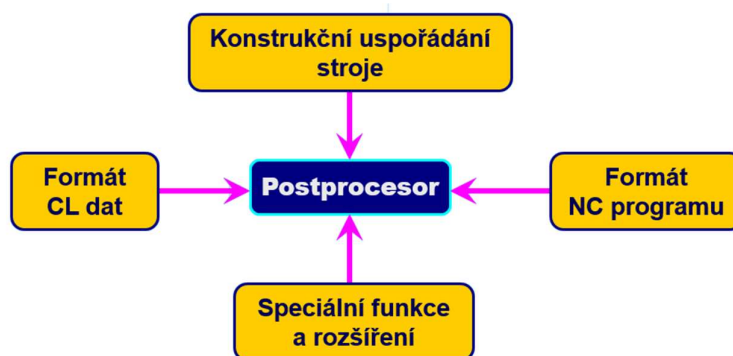 Konstrukční uspořádání
stroje
Formát
CL dat
Postprocesor
Formát
NC programu
Speciální funkce
a rozšíření